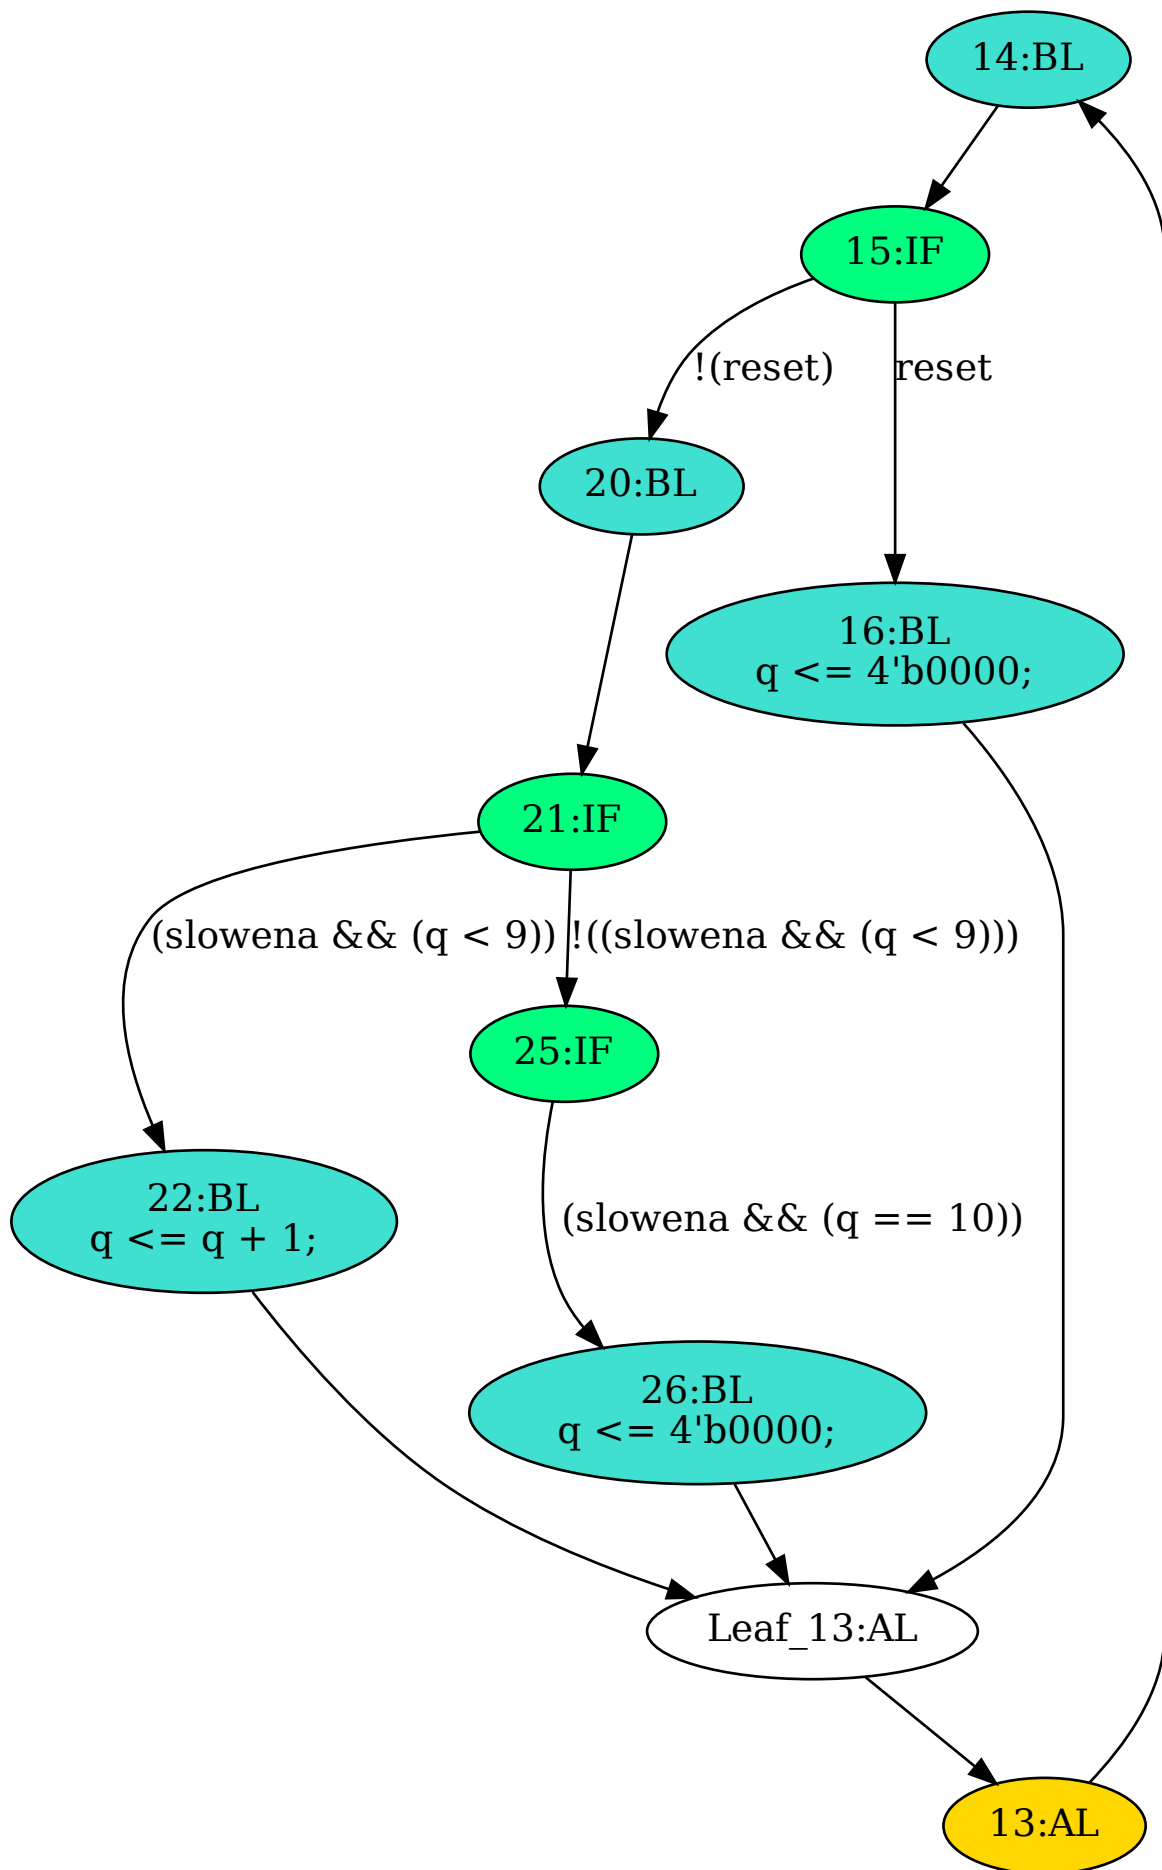 14:BL
15:IF
!(reset)
reset
20:BL
16:BL
q <= 4'b0000;
21:IF
(slowena && (q < 9))
!((slowena && (q < 9)))
25:IF
22:BL
q <= q + 1;
(slowena && (q == 10))
26:BL
q <= 4'b0000;
Leaf_13:AL
13:AL